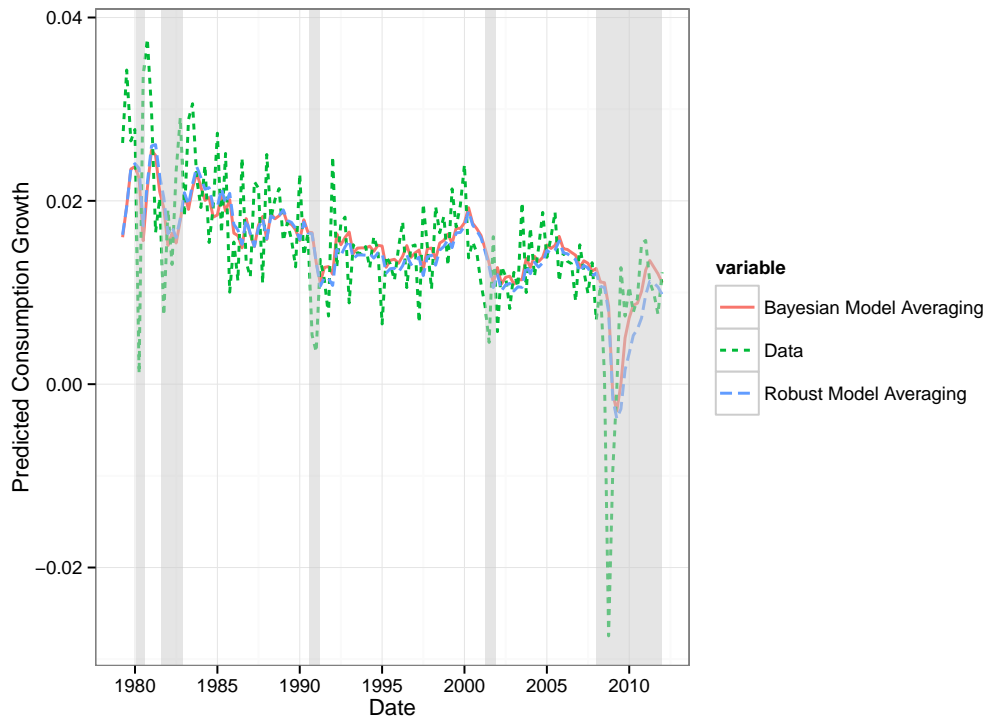 0.04
0.02
0.00
−0.02
Predicted Consumption Growth
1980 1985 1990 1995 2000 2005 2010
Date
variable
Bayesian Model Averaging
Data
Robust Model Averaging